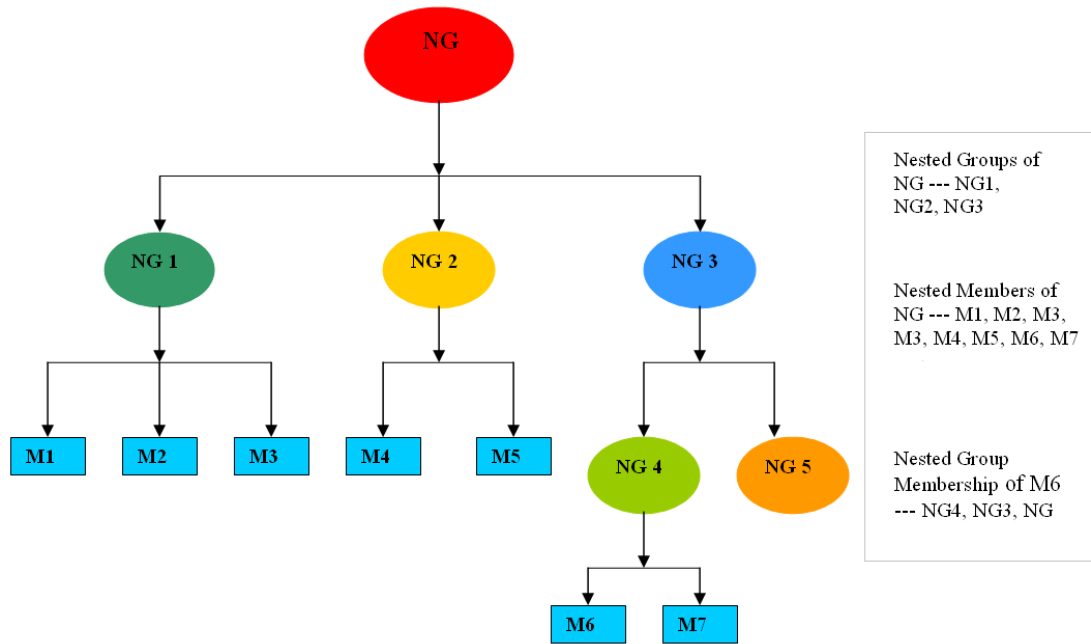 NG
NG 1
NG 2
NG 3
M1
M2
M3
M4
M5
NG 4
NG 5
M6
M7
Nested Groups of
NG --- NG1,
NG2, NG3
Nested Members of
NG --- M1, M2, M3,
M3, M4, M5, M6, M7
Nested Group
Membership of M6
--- NG4, NG3, NG